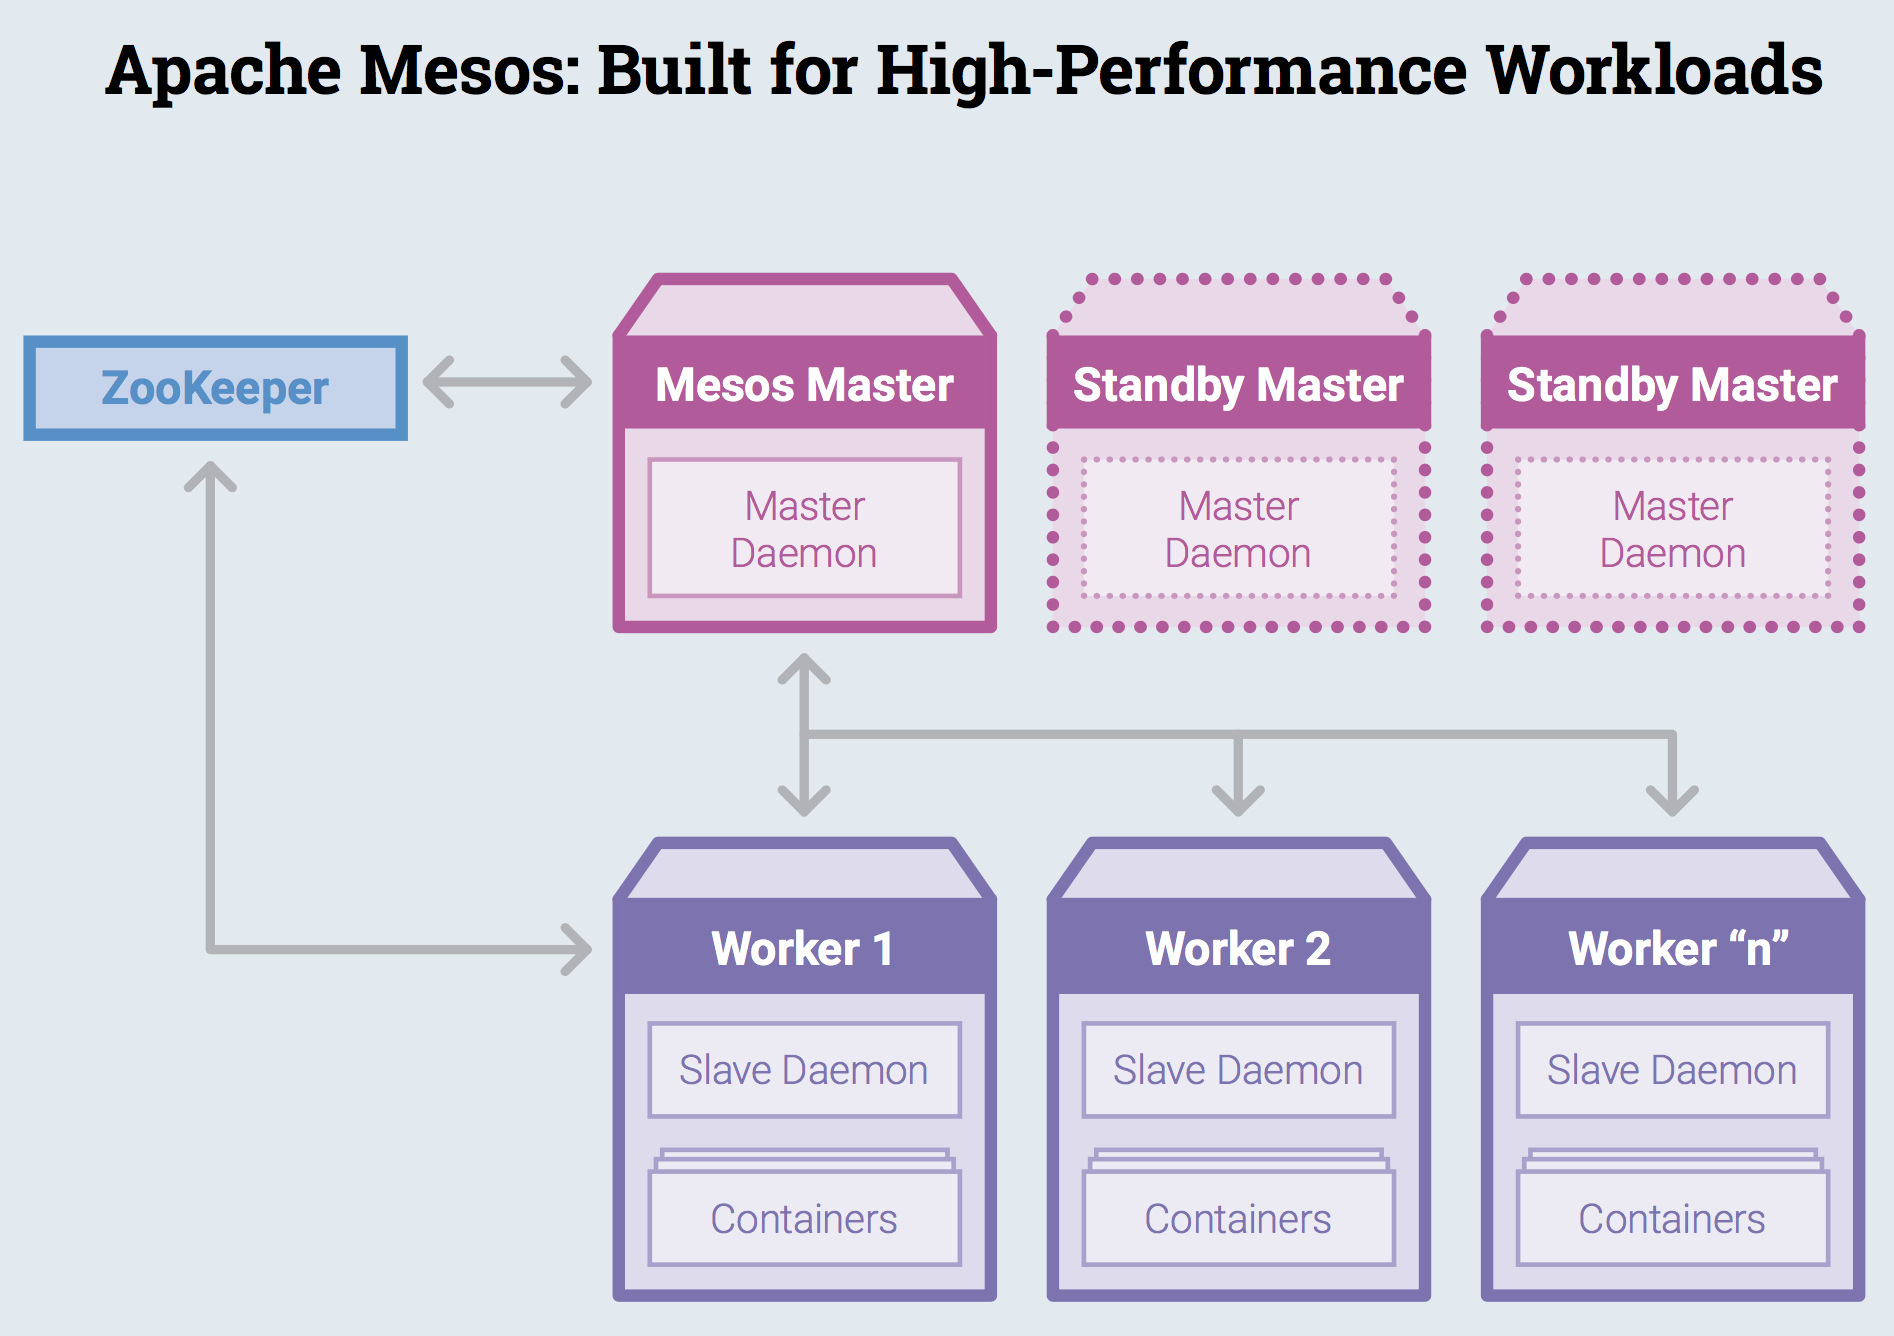 Apache Mesos: Built for High-Performance Workloads
ZooKeeper
Mesos Master
Standby Master
Standby Master
Master
Daemon
Master
Daemon
Master
Daemon
Worker 1
Worker 2
Worker “n”
Slave Daemon
Slave Daemon
Slave Daemon
Containers
Containers
Containers